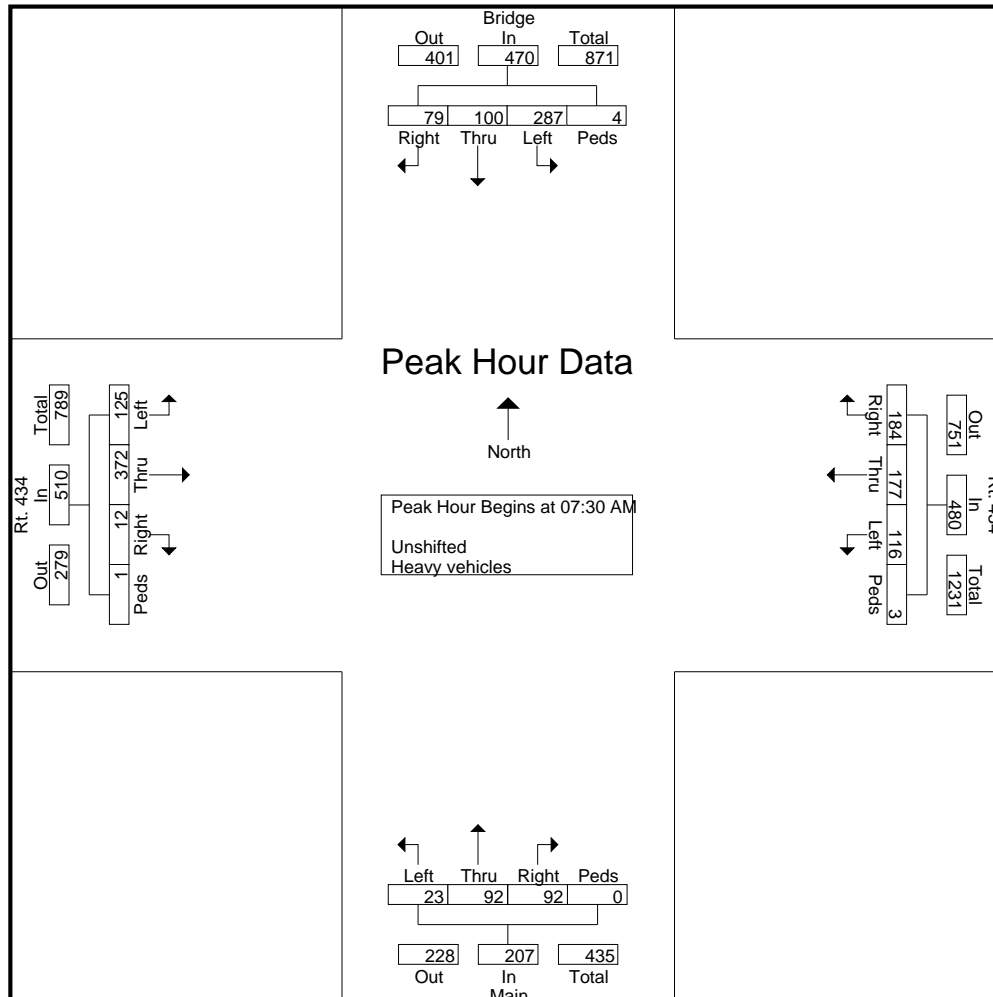 Bridge
Out In Total
401 470 871
79 100 287 4
Right Thru Left Peds
Peak Hour Data
North
Peak Hour Begins at 07:30 AM
Unshifted
Heavy vehicles
Rt. 434
Total In Out
789 510 279
125 372 12 1
Left Thru Right Peds
Right Thru Left Peds
184 177 116 3
Out In Total
751 480 1231
Rt. 434
Left Thru Right Peds
23 92 92 0
228 207 435
Out In Total
Main